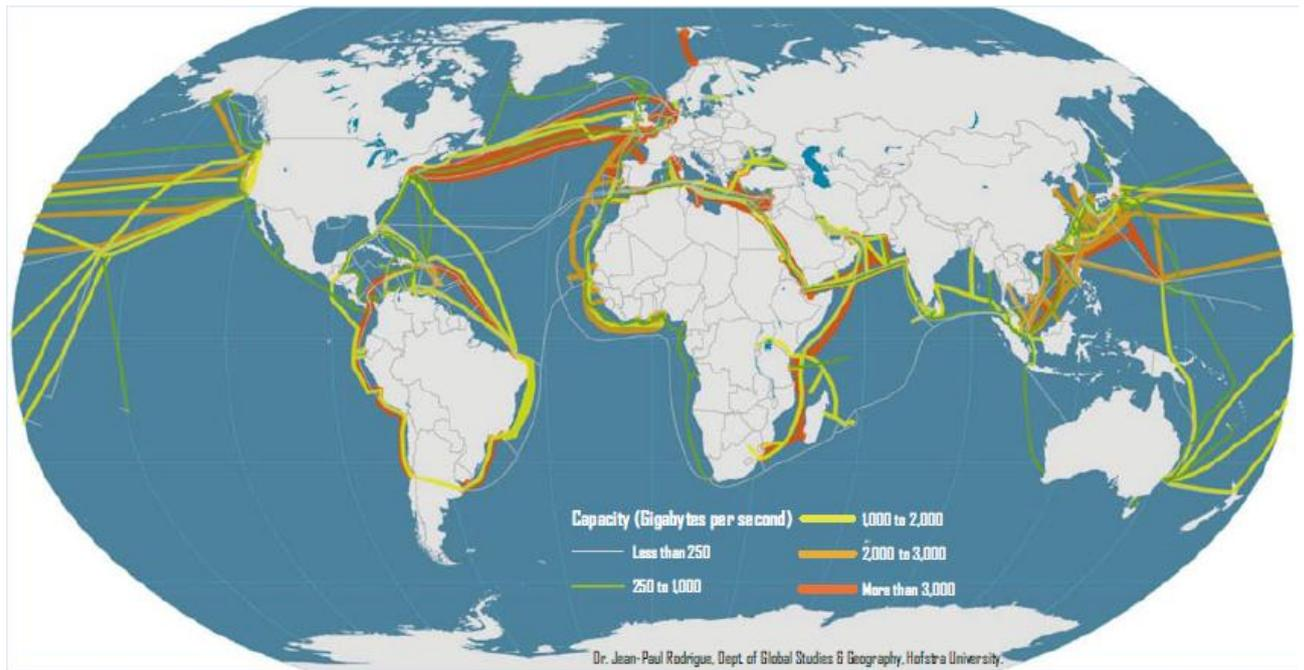 Capacity (Gigabytes per second)
Less than 250
250 to 1,000
1,000 to 2,000
2,000 to 3,000
More than 3,000
Dr. Jean-Paul Rodrigue, Dept of Global Studies & Geography, Hofstra University.